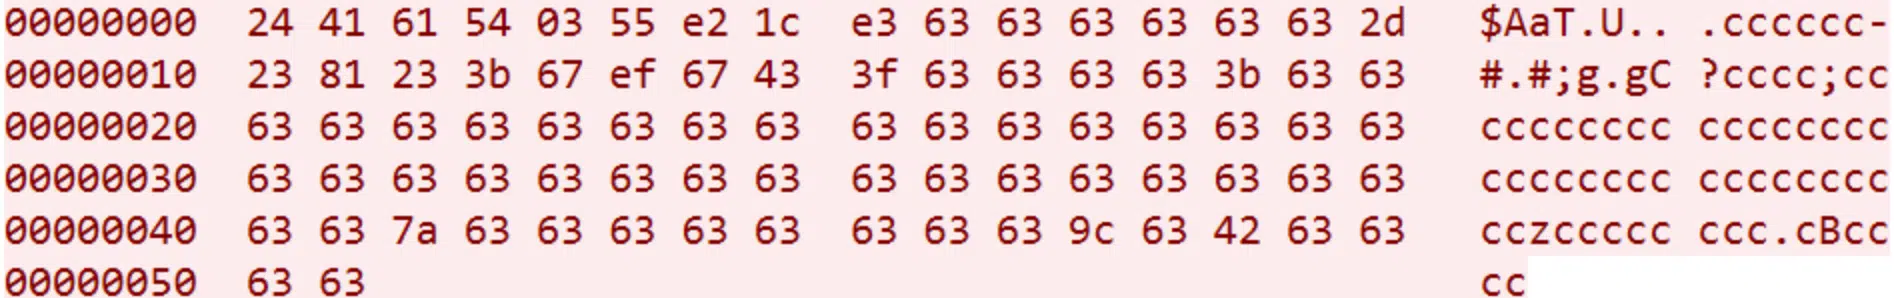 00000000  24 41 61 54 03 55 e2 1c  e3 63 63 63 63 63 63 2d  $AaT.U.. .cccccc-
00000010  23 81 23 3b 67 ef 67 43  3f 63 63 63 63 3b 63 63  #.#;g.gC ?cccc;cc
00000020  63 63 63 63 63 63 63 63  63 63 63 63 63 63 63 63  cccccccc cccccccc
00000030  63 63 63 63 63 63 63 63  63 63 63 63 63 63 63 63  cccccccc cccccccc
00000040  63 63 7a 63 63 63 63 63  63 63 63 9c 63 42 63 63  cczccccc ccc.cBcc
00000050  63 63  cc